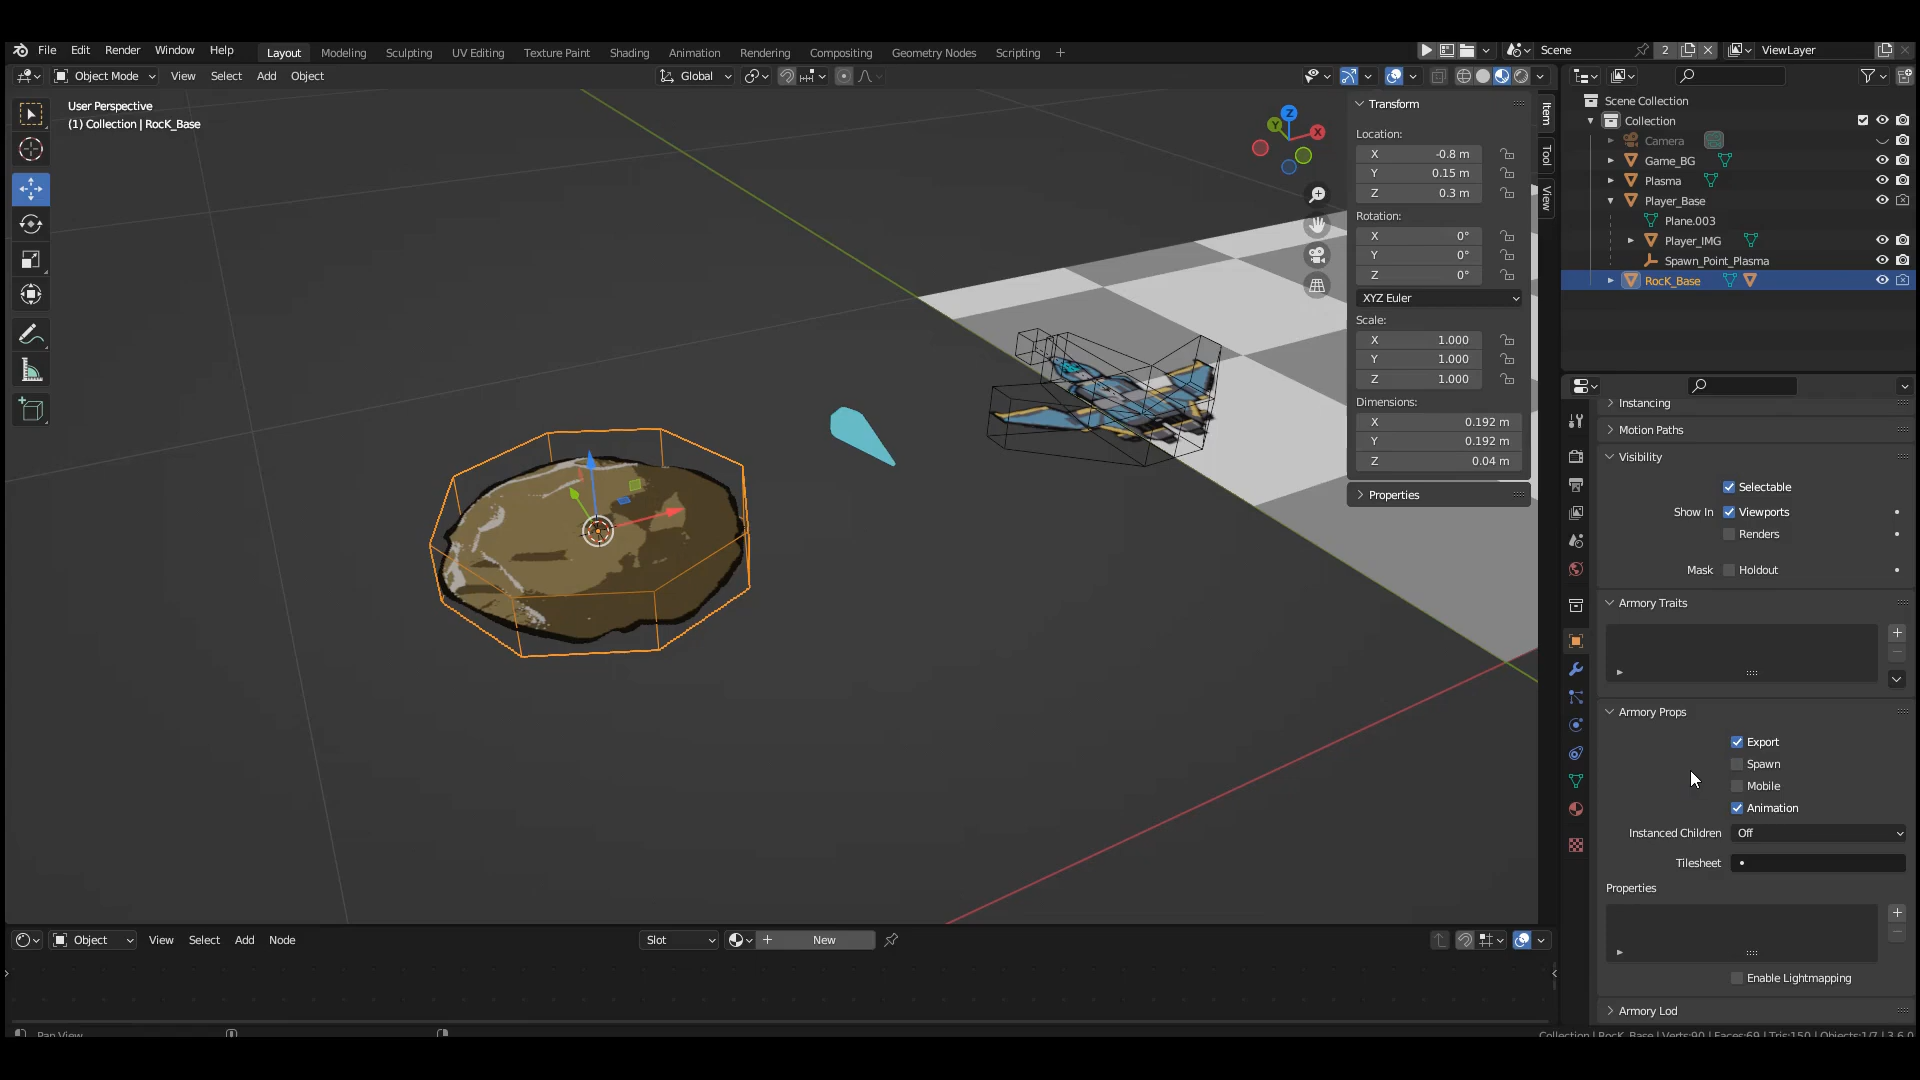 File Edit Render Window Help Layout Modeling Sculpting UV Editing Texture Paint Shading Animation Rendering Compositing Geometry Nodes Scripting + Scene 2 ViewLayer
Object Mode View Select Add Object Global
User Perspective
(1) Collection | RocK_Base
Z
Y
X
Transform
Location:
X -0.8 m
Y 0.15 m
Z 0.3 m
Rotation:
X 0°
Y 0°
Z 0°
XYZ Euler
Scale:
X 1.000
Y 1.000
Z 1.000
Dimensions:
X 0.192 m
Y 0.192 m
Z 0.04 m
Properties
Item
Tool
View
Scene Collection
Collection
Camera
Game_BG
Plasma
Player_Base
Plane.003
Player_IMG
Spawn_Point_Plasma
RocK_Base
Instancing
Motion Paths
Visibility
Selectable
Show In Viewports
Renders
Mask Holdout
Armory Traits
Armory Props
Export
Spawn
Mobile
Animation
Instanced Children Off
Tilesheet
Properties
Enable Lightmapping
Armory Lod
Object View Select Add Node Slot New
Pan View
Collection | RocK_Base | Verts:90 | Faces:69 | Tris:150 | Objects:1/7 | 3.6.0